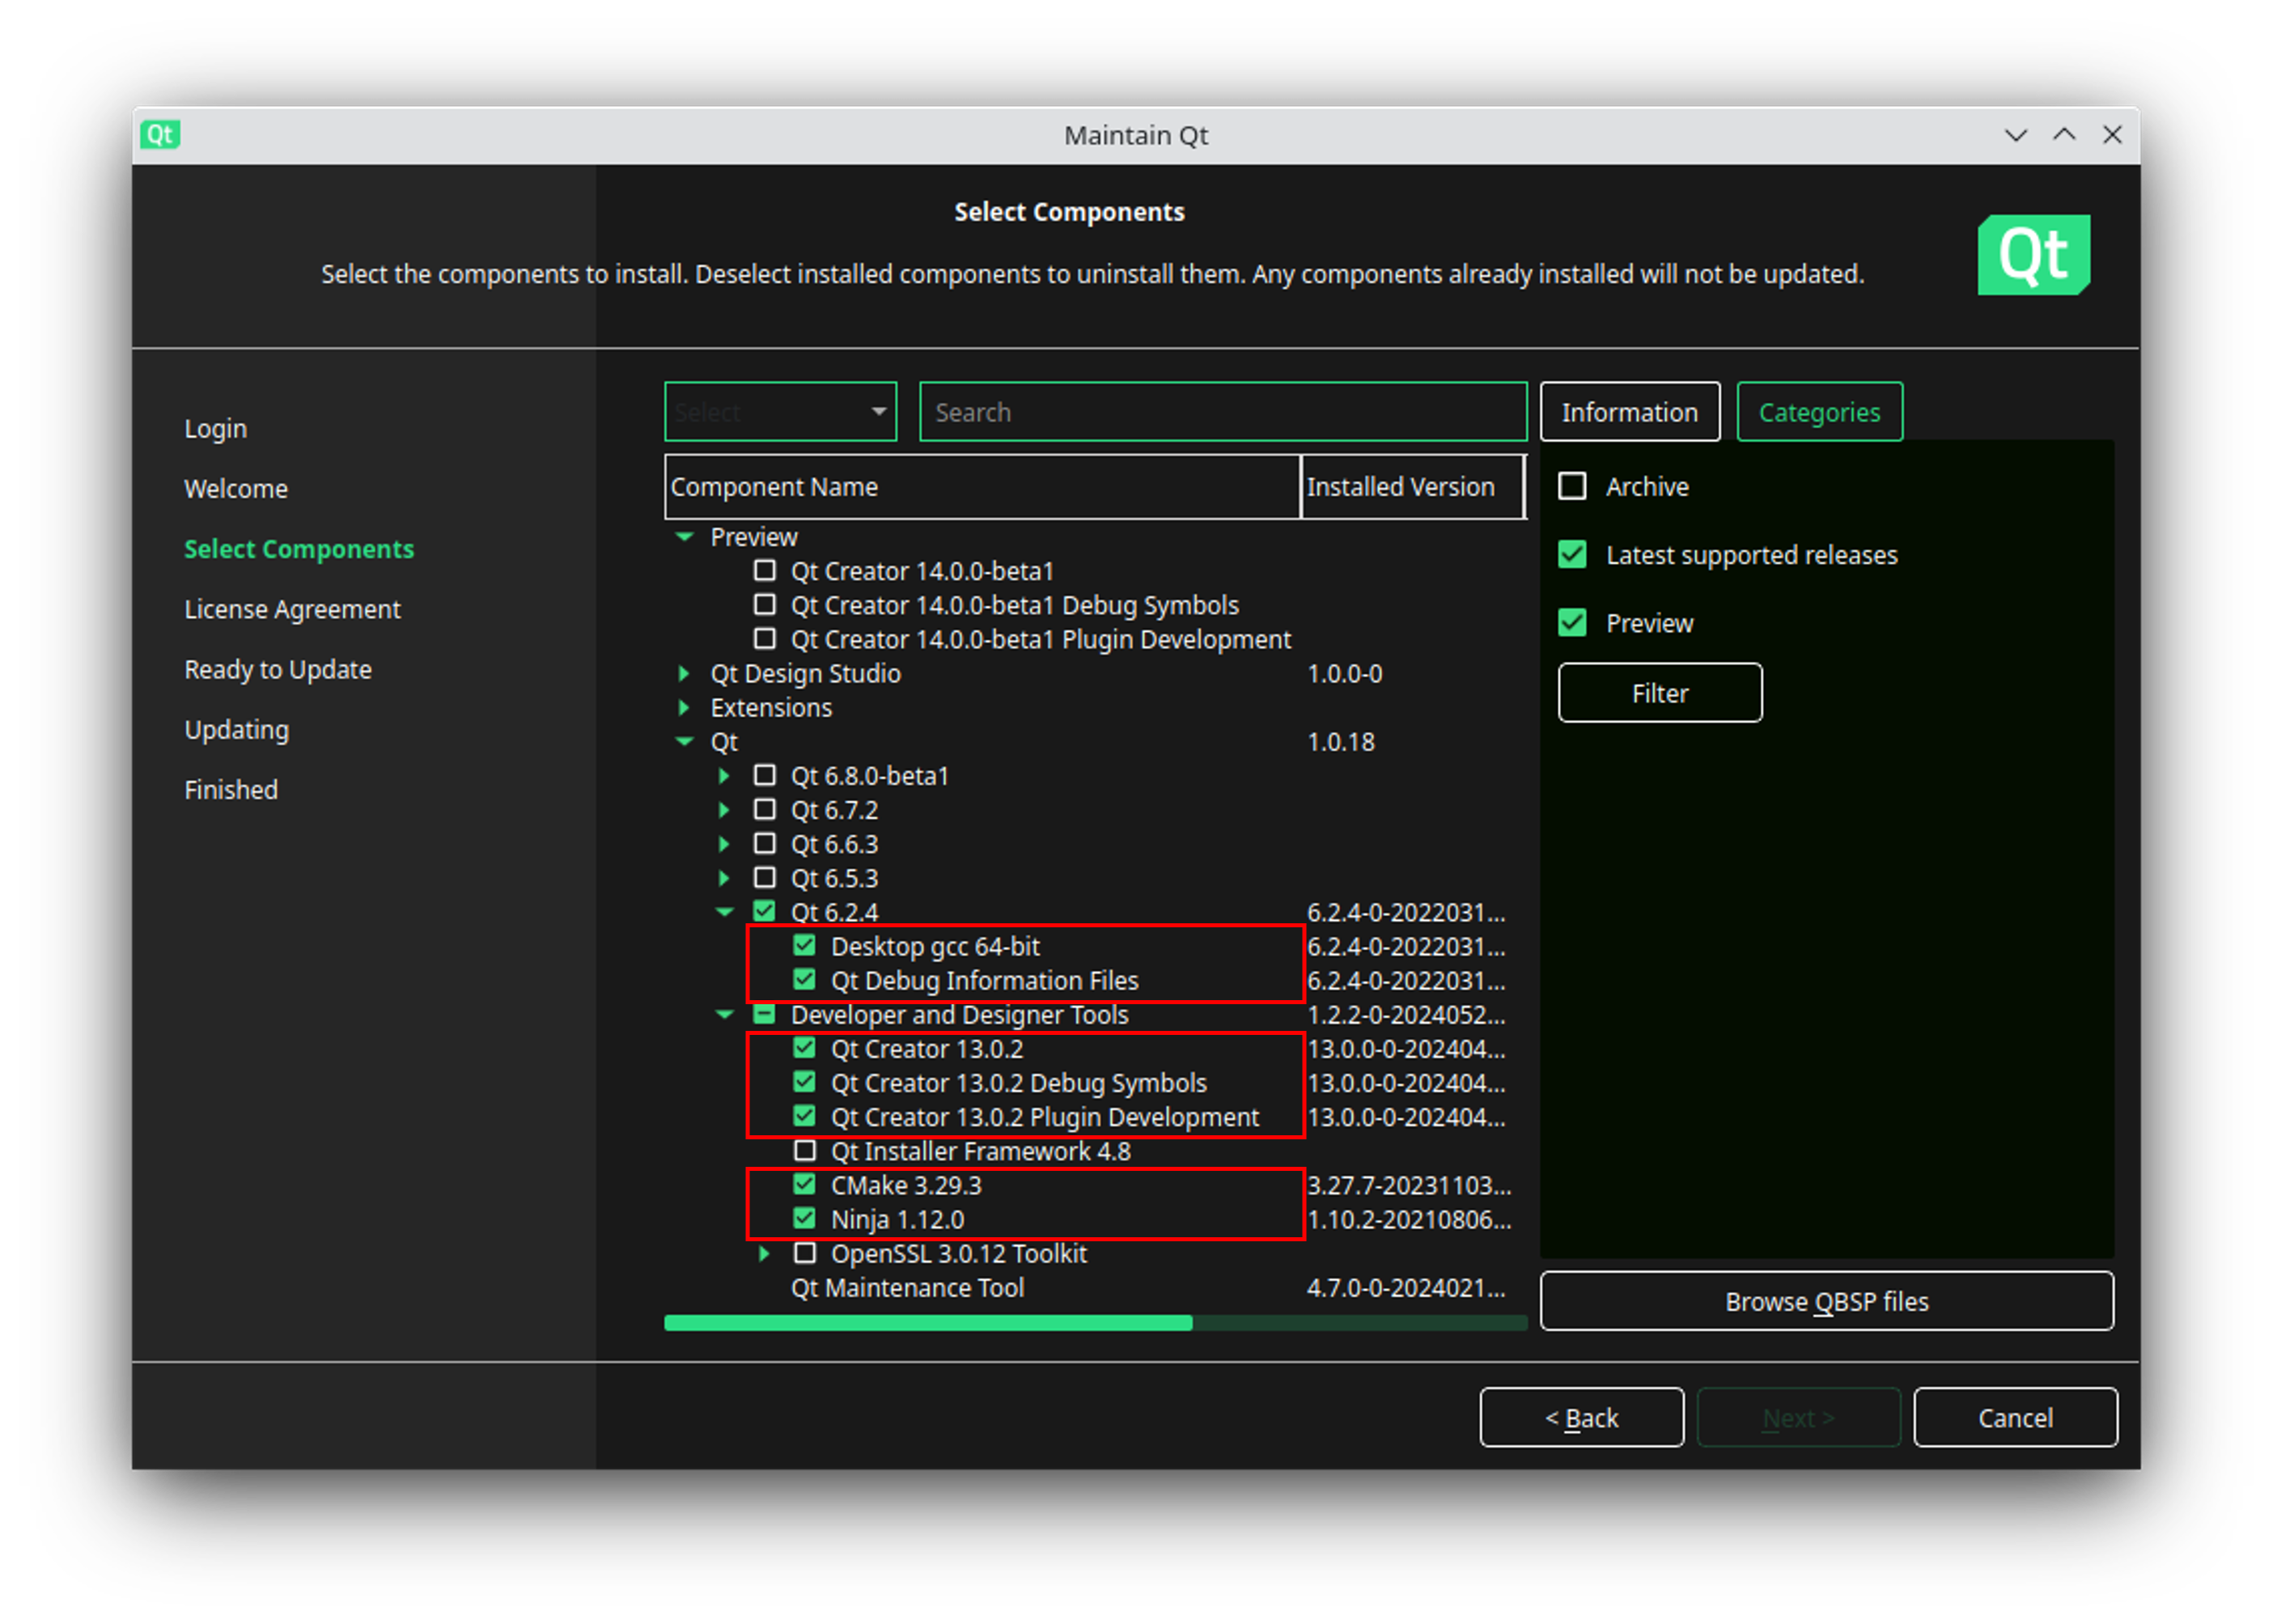 Qt
Maintain Qt
Select Components
Select the components to install. Deselect installed components to uninstall them. Any components already installed will not be updated.
Qt
Login
Welcome
Select Components
License Agreement
Ready to Update
Updating
Finished
Select
Search
Component Name Installed Version
Preview
Qt Creator 14.0.0-beta1
Qt Creator 14.0.0-beta1 Debug Symbols
Qt Creator 14.0.0-beta1 Plugin Development
Qt Design Studio 1.0.0-0
Extensions
Qt 1.0.18
Qt 6.8.0-beta1
Qt 6.7.2
Qt 6.6.3
Qt 6.5.3
Qt 6.2.4 6.2.4-0-2022031...
Desktop gcc 64-bit 6.2.4-0-2022031...
Qt Debug Information Files 6.2.4-0-2022031...
Developer and Designer Tools 1.2.2-0-2024052...
Qt Creator 13.0.2 13.0.0-0-202404...
Qt Creator 13.0.2 Debug Symbols 13.0.0-0-202404...
Qt Creator 13.0.2 Plugin Development 13.0.0-0-202404...
Qt Installer Framework 4.8
CMake 3.29.3 3.27.7-20231103...
Ninja 1.12.0 1.10.2-20210806...
OpenSSL 3.0.12 Toolkit
Qt Maintenance Tool 4.7.0-0-2024021...
Information Categories
Archive
Latest supported releases
Preview
Filter
Browse QBSP files
< Back Next > Cancel